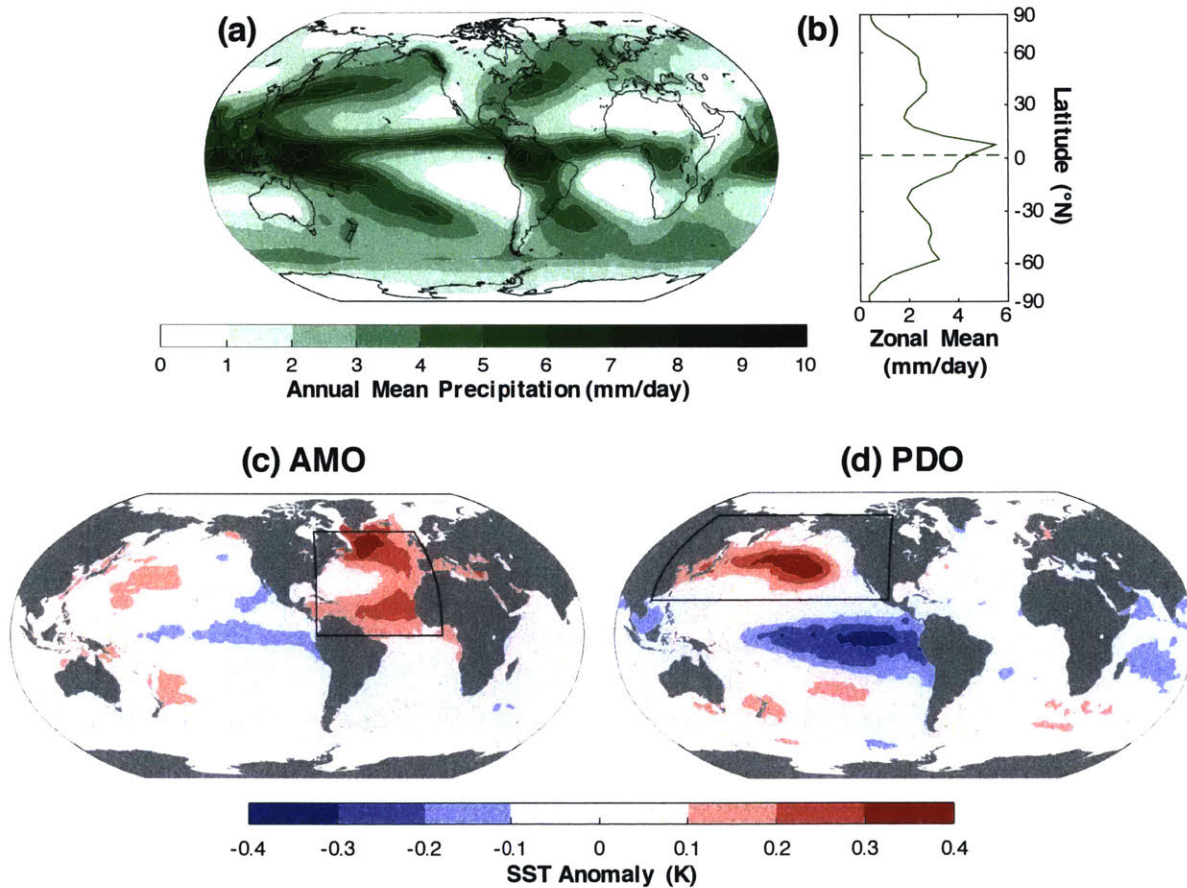 (a)
(b)
90
60
30
0
-30
-60
-90
Latitude (°N)
0 2 4 6
Zonal Mean
(mm/day)
0 1 2 3 4 5 6 7 8 9 10
Annual Mean Precipitation (mm/day)
(c) AMO
(d) PDO
-0.4 -0.3 -0.2 -0.1 0 0.1 0.2 0.3 0.4
SST Anomaly (K)